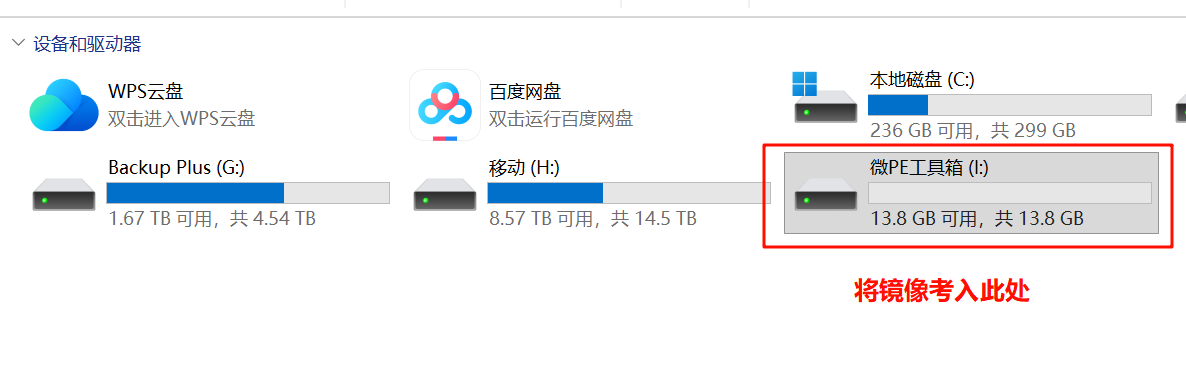 设备和驱动器
WPS云盘
双击进入WPS云盘
百度网盘
双击运行百度网盘
本地磁盘 (C:)
236 GB 可用，共 299 GB
Backup Plus (G:)
1.67 TB 可用，共 4.54 TB
移动 (H:)
8.57 TB 可用，共 14.5 TB
微PE工具箱 (I:)
13.8 GB 可用，共 13.8 GB
将镜像考入此处